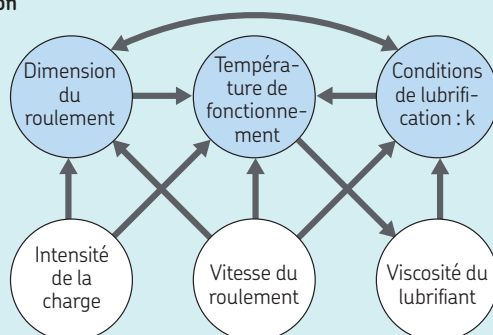 on
Dimension
du
roulement
Tempéra-
ture de
fonctionne-
ment
Conditions
de lubrifi-
cation : k
Intensité
de la
charge
Vitesse du
roulement
Viscosité du
lubrifiant